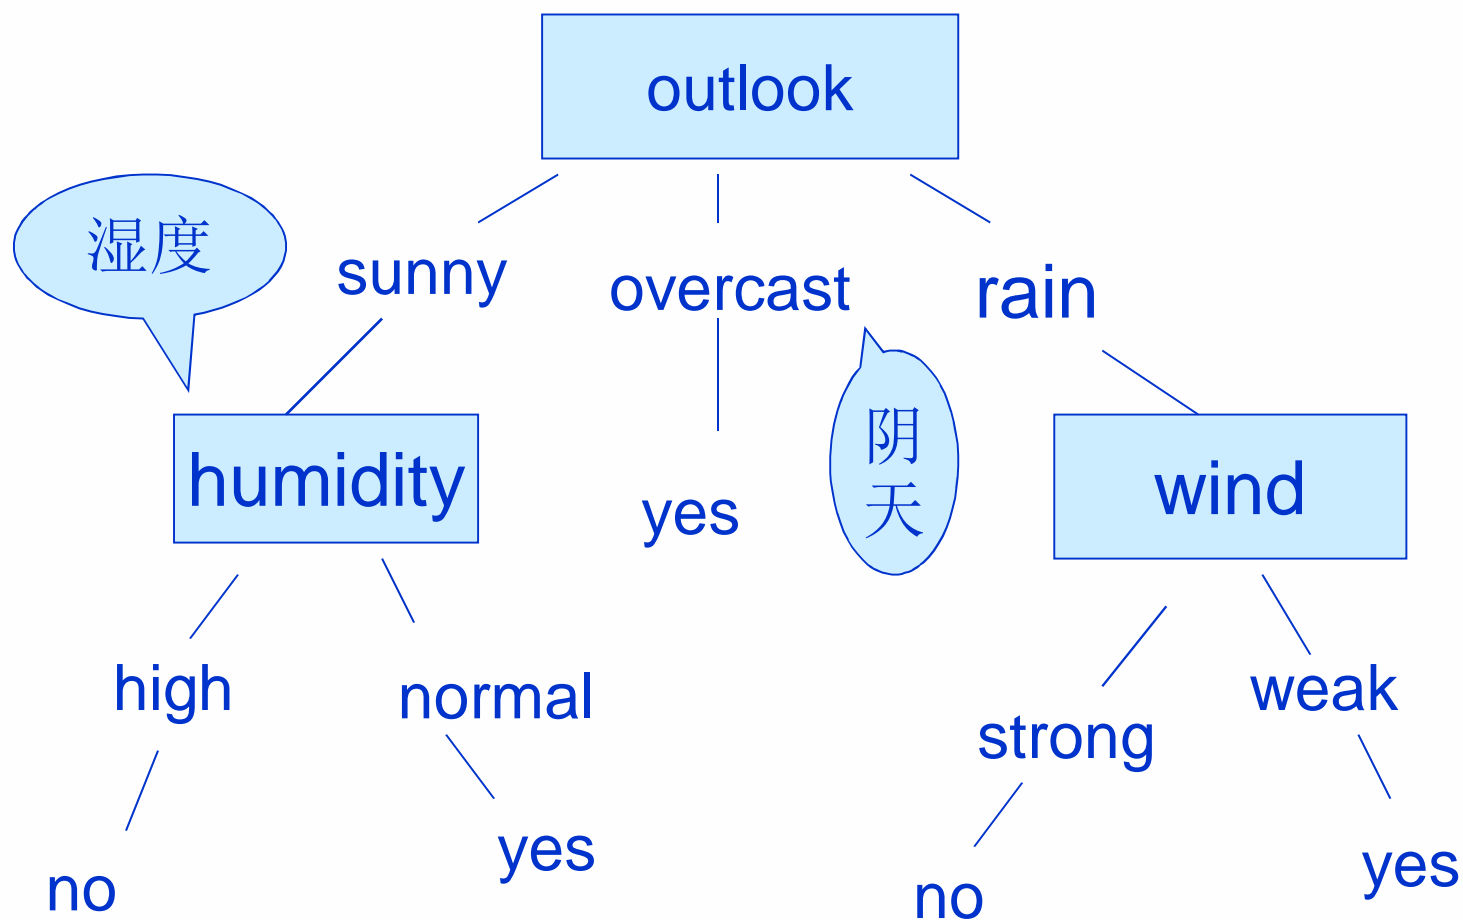 outlook
湿度
sunny
overcast
rain
humidity
yes
阴
天
wind
high
normal
strong
weak
no
yes
no
yes